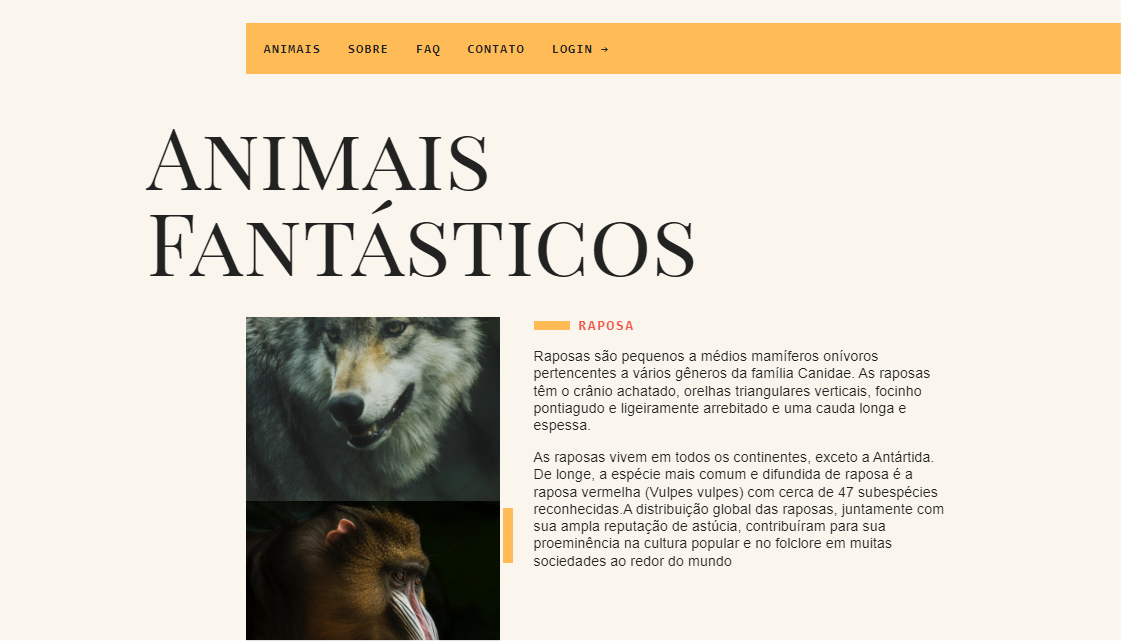 ANIMAIS SOBRE FAQ CONTATO LOGIN →
ANIMAIS
FANTÁSTICOS
RAPOSA
Raposas são pequenos a médios mamíferos onívoros
pertencentes a vários gêneros da família Canidae. As raposas
têm o crânio achatado, orelhas triangulares verticais, focinho
pontiagudo e ligeiramente arrebitado e uma cauda longa e
espessa.
As raposas vivem em todos os continentes, exceto a Antártida.
De longe, a espécie mais comum e difundida de raposa é a
raposa vermelha (Vulpes vulpes) com cerca de 47 subespécies
reconhecidas.A distribuição global das raposas, juntamente com
sua ampla reputação de astúcia, contribuíram para sua
proeminência na cultura popular e no folclore em muitas
sociedades ao redor do mundo